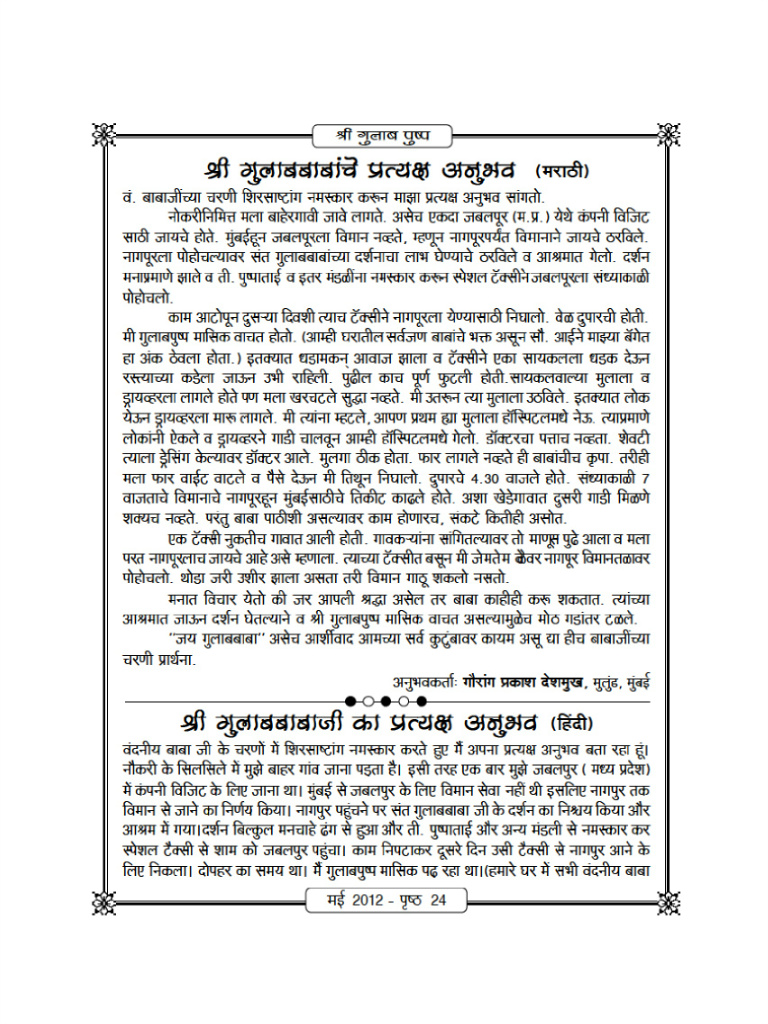 श्री गुलाब पुष्प
श्री गुलाबबाबांचे प्रत्यक्ष अनुभव (मराठी)
वं. बाबाजींच्या चरणी शिरसाष्टांग नमस्कार करून माझा प्रत्यक्ष अनुभव सांगतो.
नोकरीनिमित्त मला बाहेरगावी जावे लागते. असेच एकदा जबलपूर (म.प्र.) येथे कंपनी विजिट
साठी जायचे होते. मुंबईहून जबलपूरला विमान नव्हते, म्हणून नागपूरपर्यंत विमानाने जायचे ठरविले.
नागपूरला पोहोचल्यावर संत गुलाबबाबांच्या दर्शनाचा लाभ घेण्याचे ठरविले व आश्रमात गेलो. दर्शन
मनाप्रमाणे झाले व ती. पुष्पाताई व इतर मंडळींना नमस्कार करून स्पेशल टॅक्सीने जबलपूरला संध्याकाळी
पोहोचलो.
काम आटोपून दुसऱ्या दिवशी त्याच टॅक्सीने नागपूरला येण्यासाठी निघालो. वेळ दुपारची होती.
मी गुलाबपुष्प मासिक वाचत होतो. (आम्ही घरातील सर्वजण बाबांचे भक्त असून सौ. आईने माझ्या बॅगेत
हा अंक ठेवला होता.) इतक्यात धडामकन् आवाज झाला व टॅक्सीने एका सायकलला धडक देऊन
रस्त्याच्या कडेला जाऊन उभी राहिली. पुढील काच पूर्ण फुटली होती.सायकलवाल्या मुलाला व
ड्रायव्हरला लागले होते पण मला खरचटले सुद्धा नव्हते. मी उतरून त्या मुलाला उठविले. इतक्यात लोक
येऊन ड्रायव्हरला मारू लागले. मी त्यांना म्हटले, आपण प्रथम ह्या मुलाला हॉस्पिटलमधे नेऊ. त्याप्रमाणे
लोकांनी ऐकले व ड्रायव्हरने गाडी चालवून आम्ही हॉस्पिटलमधे गेलो. डॉक्टरचा पत्ताच नव्हता. शेवटी
त्याला ड्रेसिंग केल्यावर डॉक्टर आले. मुलगा ठीक होता. फार लागले नव्हते ही बाबांचीच कृपा. तरीही
मला फार वाईट वाटले व पैसे देऊन मी तिथून निघालो. दुपारचे 4.30 वाजले होते. संध्याकाळी 7
वाजताचे विमानाचे नागपूरहून मुंबईसाठीचे तिकीट काढले होते. अशा खेडेगावात दुसरी गाडी मिळणे
शक्यच नव्हते. परंतु बाबा पाठीशी असल्यावर काम होणारच, संकटे कितीही असोत.
एक टॅक्सी नुकतीच गावात आली होती. गावकऱ्यांना सांगितल्यावर तो माणूस पुढे आला व मला
परत नागपूरलाच जायचे आहे असे म्हणाला. त्याच्या टॅक्सीत बसून मी जेमतेम वेळेवर नागपूर विमानतळावर
पोहोचलो. थोडा जरी उशीर झाला असता तरी विमान गाठू शकलो नसतो.
मनात विचार येतो की जर आपली श्रद्धा असेल तर बाबा काहीही करू शकतात. त्यांच्या
आश्रमात जाऊन दर्शन घेतल्याने व श्री गुलाबपुष्प मासिक वाचत असल्यामुळेच मोठ गडांतर टळले.
''जय गुलाबबाबा'' असेच आर्शीवाद आमच्या सर्व कुटुंबावर कायम असू द्या हीच बाबाजींच्या
चरणी प्रार्थना.
अनुभवकर्ताः गौरांग प्रकाश देशमुख, मुलुंड, मुंबई
श्री गुलाबबाबाजी का प्रत्यक्ष अनुभव (हिंदी)
वंदनीय बाबा जी के चरणों में शिरसाष्टांग नमस्कार करते हुए मैं अपना प्रत्यक्ष अनुभव बता रहा हूं।
नौकरी के सिलसिले में मुझे बाहर गांव जाना पड़ता है। इसी तरह एक बार मुझे जबलपुर ( मध्य प्रदेश)
में कंपनी विजिट के लिए जाना था। मुंबई से जबलपुर के लिए विमान सेवा नहीं थी इसलिए नागपुर तक
विमान से जाने का निर्णय किया। नागपुर पहुंचने पर संत गुलाबबाबा जी के दर्शन का निश्चय किया और
आश्रम में गया।दर्शन बिल्कुल मनचाहे ढंग से हुआ और ती. पुष्पाताई और अन्य मंडली से नमस्कार कर
स्पेशल टैक्सी से शाम को जबलपुर पहुंचा। काम निपटाकर दूसरे दिन उसी टैक्सी से नागपुर आने के
लिए निकला। दोपहर का समय था। मैं गुलाबपुष्प मासिक पढ़ रहा था।(हमारे घर में सभी वंदनीय बाबा
मई 2012 - पृष्ठ 24